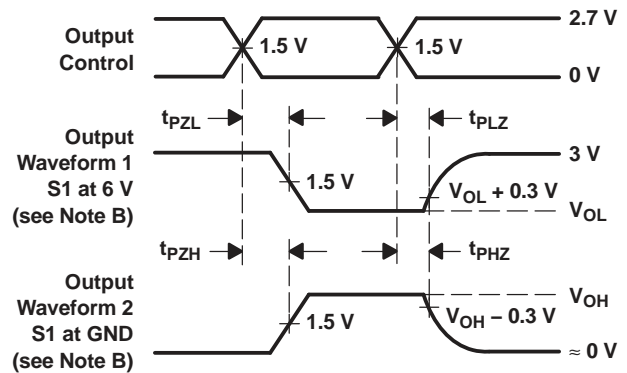 Output
Control
1.5 V
1.5 V
2.7 V
0 V
tPZL
tPLZ
Output
Waveform 1
S1 at 6 V
(see Note B)
1.5 V
3 V
VOL + 0.3 V
VOL
tPZH
tPHZ
Output
Waveform 2
S1 at GND
(see Note B)
1.5 V
VOH
VOH − 0.3 V
≈ 0 V